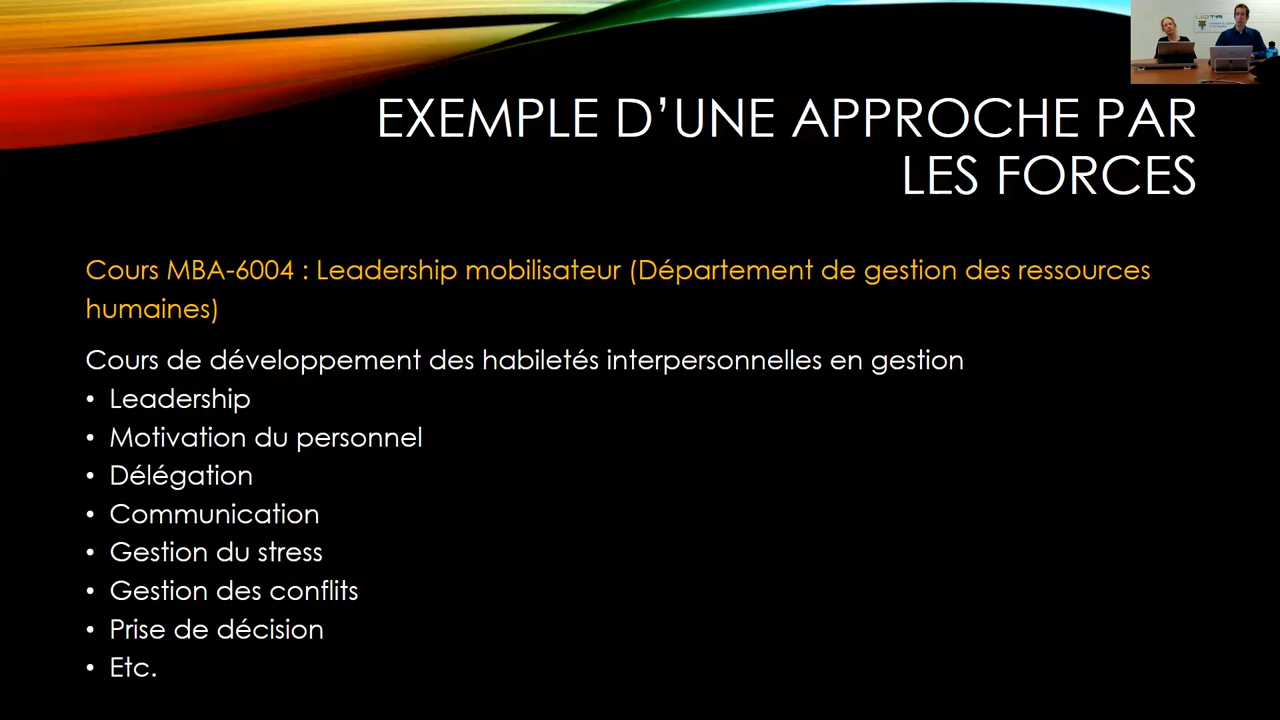 UQTR
EXEMPLE D’UNE APPROCHE PAR
LES FORCES
Cours MBA-6004 : Leadership mobilisateur (Département de gestion des ressources
humaines)
Cours de développement des habiletés interpersonnelles en gestion
• Leadership
• Motivation du personnel
• Délégation
• Communication
• Gestion du stress
• Gestion des conflits
• Prise de décision
• Etc.